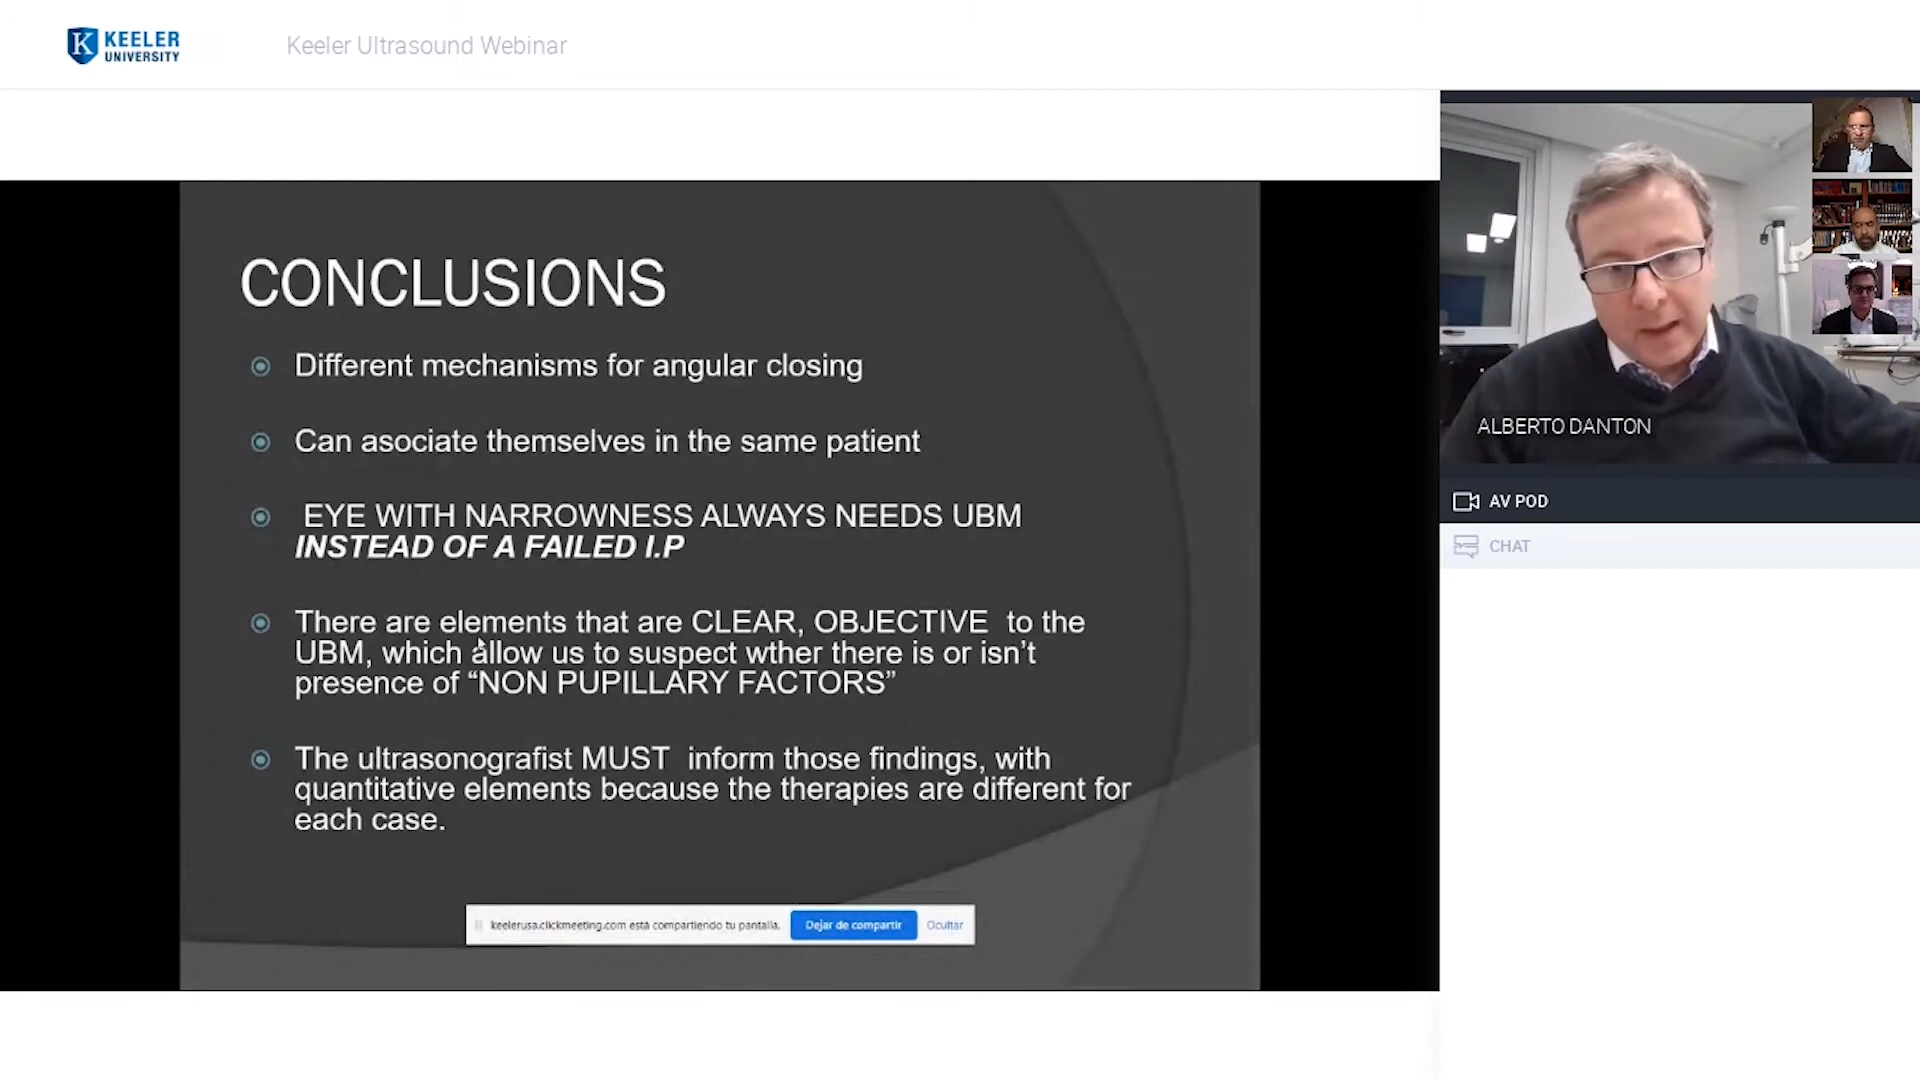 KEELER
UNIVERSITY
Keeler Ultrasound Webinar
CONCLUSIONS
Different mechanisms for angular closing
Can asociate themselves in the same patient
EYE WITH NARROWNESS ALWAYS NEEDS UBM
INSTEAD OF A FAILED I.P
There are elements that are CLEAR, OBJECTIVE to the
UBM, which allow us to suspect wther there is or isn't
presence of “NON PUPILLARY FACTORS”
The ultrasonografist MUST inform those findings, with
quantitative elements because the therapies are different for
each case.
keelerusa.clickmeeting.com está compartiendo tu pantalla.
Dejar de compartir
Ocultar
ALBERTO DANTON
AV POD
CHAT